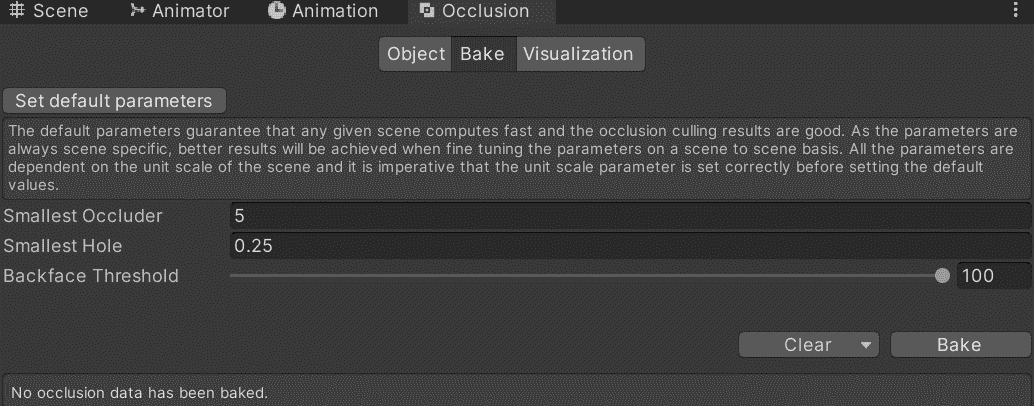 Scene Animator Animation Occlusion
Object Bake Visualization
Set default parameters
The default parameters guarantee that any given scene computes fast and the occlusion culling results are good. As the parameters are
always scene specific, better results will be achieved when fine tuning the parameters on a scene to scene basis. All the parameters are
dependent on the unit scale of the scene and it is imperative that the unit scale parameter is set correctly before setting the default
values.
Smallest Occluder 5
Smallest Hole 0.25
Backface Threshold 100
Clear Bake
No occlusion data has been baked.